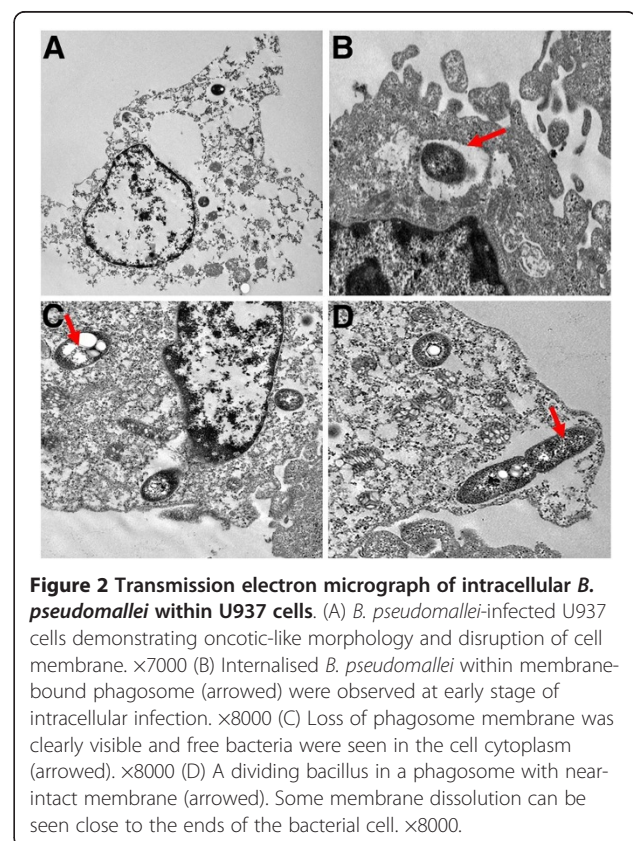 A
B
C
D
Figure 2 Transmission electron micrograph of intracellular B.
pseudomallei within U937 cells. (A) B. pseudomallei-infected U937
cells demonstrating oncotic-like morphology and disruption of cell
membrane. ×7000 (B) Internalised B. pseudomallei within membrane-
bound phagosome (arrowed) were observed at early stage of
intracellular infection. ×8000 (C) Loss of phagosome membrane was
clearly visible and free bacteria were seen in the cell cytoplasm
(arrowed). ×8000 (D) A dividing bacillus in a phagosome with near-
intact membrane (arrowed). Some membrane dissolution can be
seen close to the ends of the bacterial cell. ×8000.